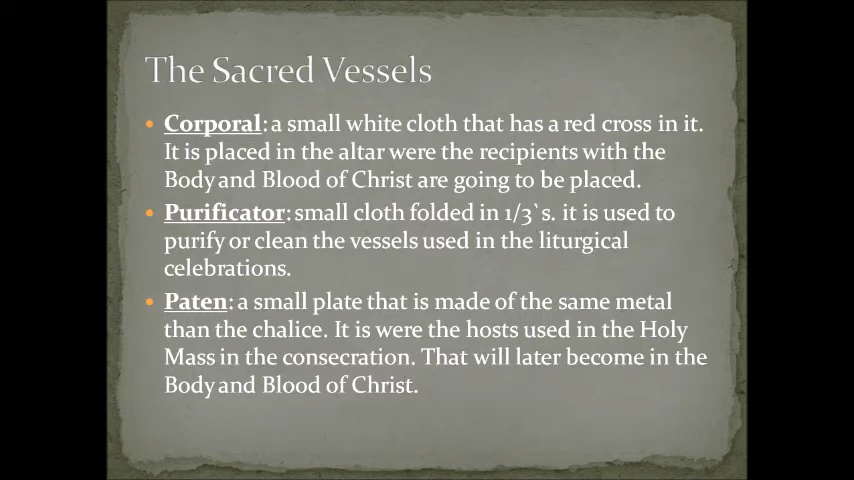 The Sacred Vessels
• Corporal: a small white cloth that has a red cross in it.
It is placed in the altar were the recipients with the
Body and Blood of Christ are going to be placed.
• Purificator: small cloth folded in 1/3`s. it is used to
purify or clean the vessels used in the liturgical
celebrations.
• Paten: a small plate that is made of the same metal
than the chalice. It is were the hosts used in the Holy
Mass in the consecration. That will later become in the
Body and Blood of Christ.